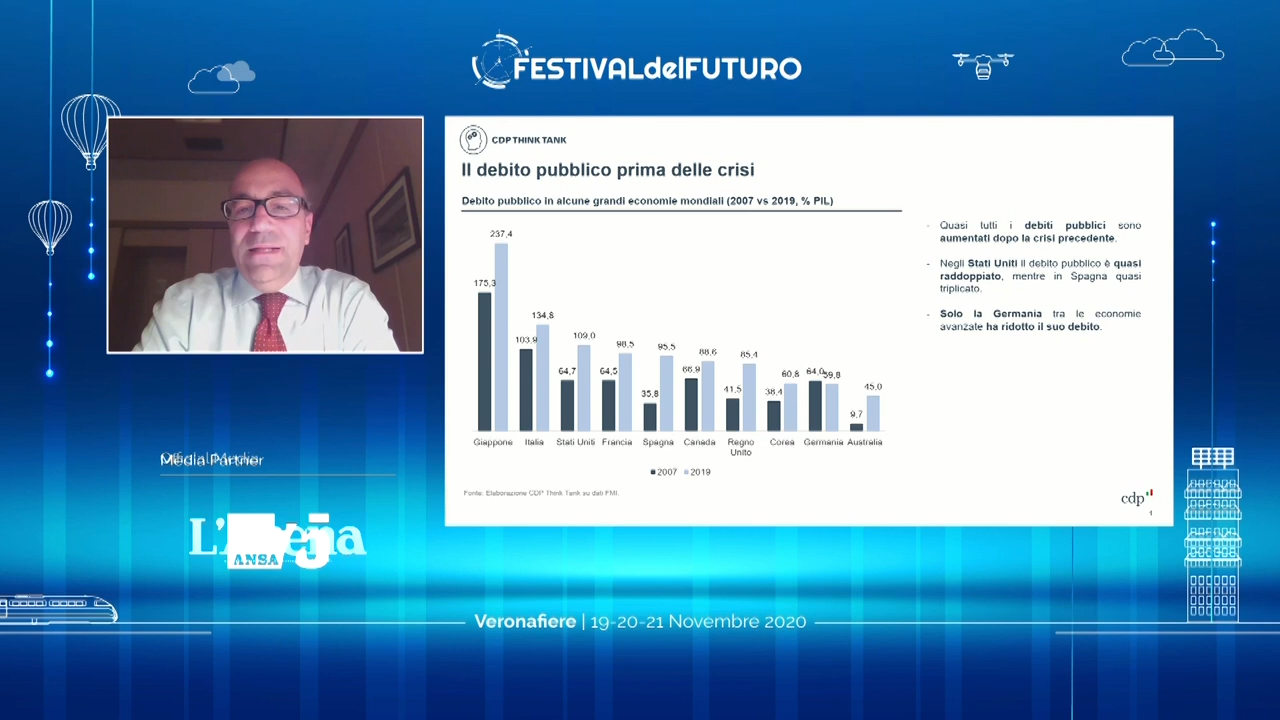 FESTIVALdelFUTURO
CDP THINK TANK
Il debito pubblico prima delle crisi
Debito pubblico in alcune grandi economie mondiali (2007 vs 2019, % PIL)
237,4
175,3
134,8
103,9
109,0
64,7
98,5
64,5
95,5
35,8
88,6
66,9
85,4
41,5
60,8
38,4
64,0
59,8
45,0
9,7
Giappone Italia Stati Uniti Francia Spagna Canada Regno Unito Corea Germania Australia
2007 2019
Fonte: Elaborazione CDP Think Tank su dati FMI.
- Quasi tutti i debiti pubblici sono
aumentati dopo la crisi precedente.
- Negli Stati Uniti il debito pubblico è quasi
raddoppiato, mentre in Spagna quasi
triplicato.
- Solo la Germania tra le economie
avanzate ha ridotto il suo debito.
cdp
1
Media Partner
L'Arena
ANSA
Veronafiere | 19-20-21 Novembre 2020